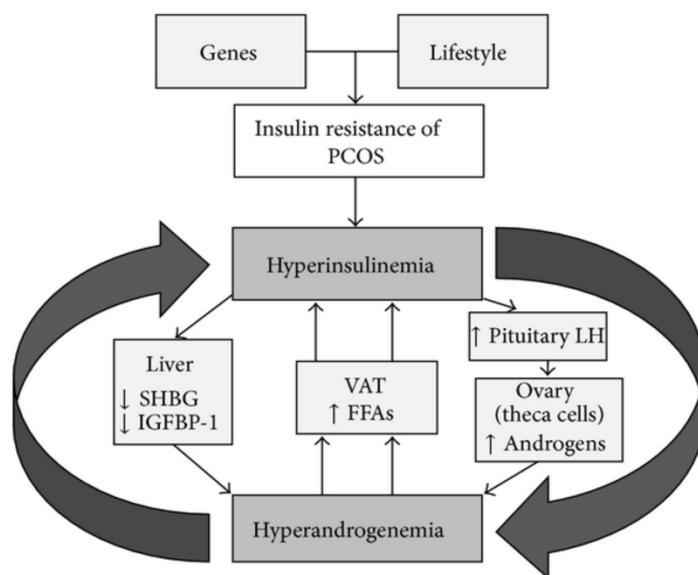 Genes
Lifestyle
Insulin resistance of
PCOS
Hyperinsulinemia
↑ Pituitary LH
Liver
↓ SHBG
↓ IGFBP-1
VAT
↑ FFAs
Ovary
(theca cells)
↑ Androgens
Hyperandrogenemia